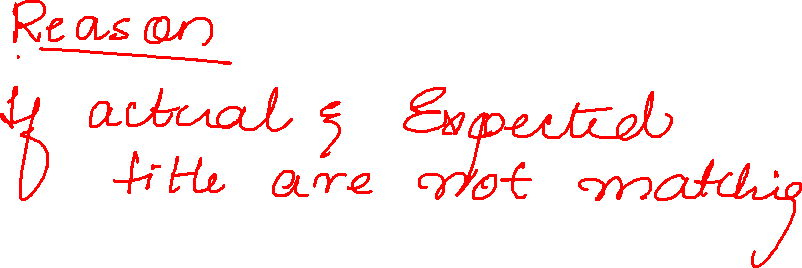 Reason
If actual & Expected
title are not matchig